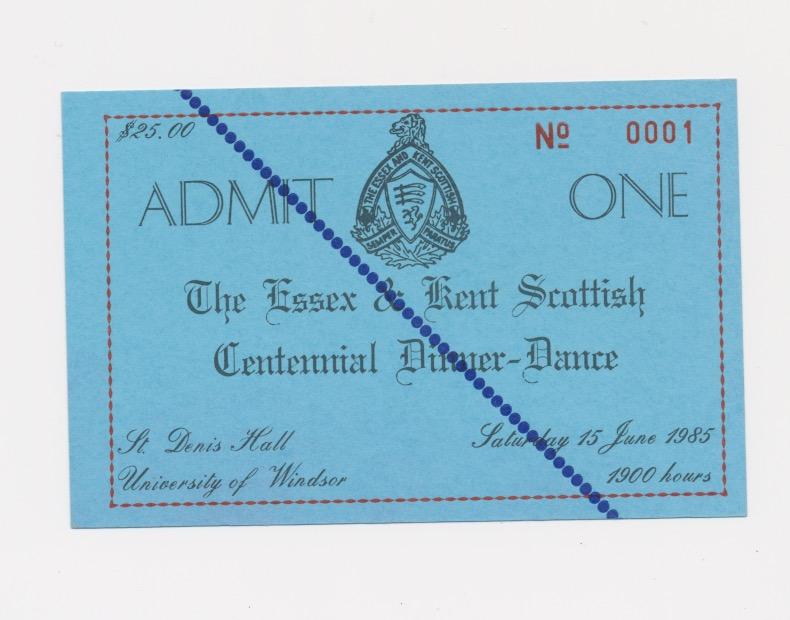 $25.00
Nº 0001
ADMIT ONE
THE ESSEX AND KENT SCOTTISH
SEMPER PARATUS
The Essex & Kent Scottish
Centennial Dinner-Dance
St. Denis Hall
University of Windsor
Saturday 15 June 1985
1900 hours